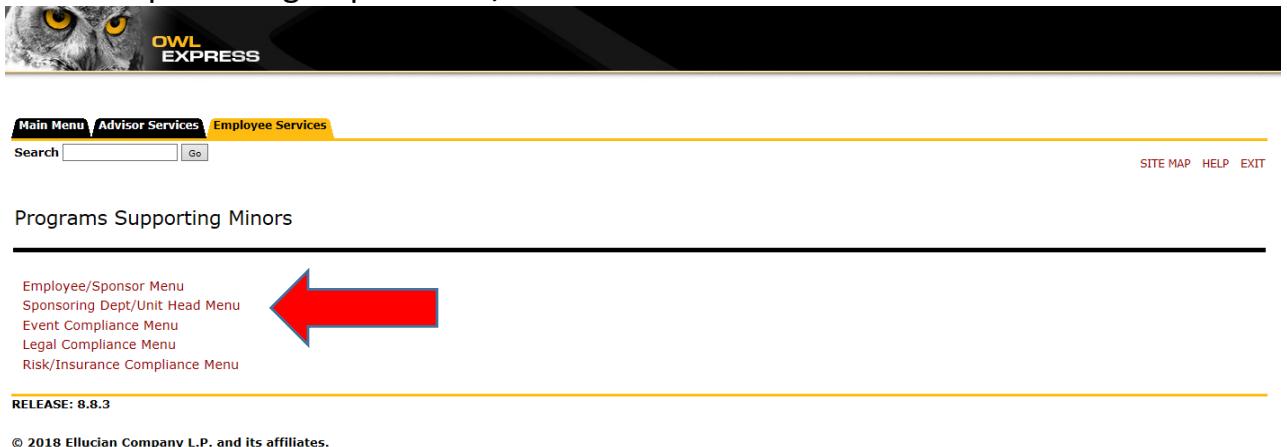 OWL
EXPRESS
Main Menu Advisor Services Employee Services
Search Go
SITE MAP HELP EXIT
Programs Supporting Minors
Employee/Sponsor Menu
Sponsoring Dept/Unit Head Menu
Event Compliance Menu
Legal Compliance Menu
Risk/Insurance Compliance Menu
RELEASE: 8.8.3
© 2018 Ellucian Company L.P. and its affiliates.